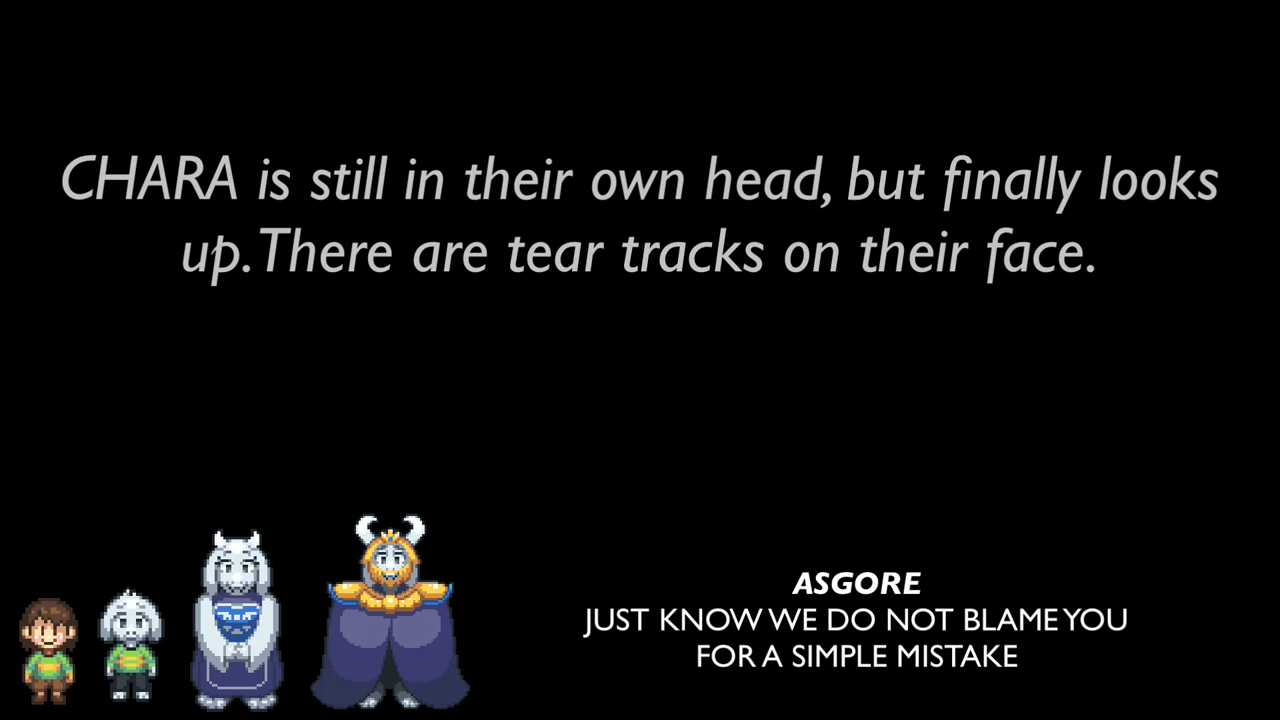 CHARA is still in their own head, but finally looks
up. There are tear tracks on their face.
ASGORE
JUST KNOW WE DO NOT BLAME YOU
FOR A SIMPLE MISTAKE